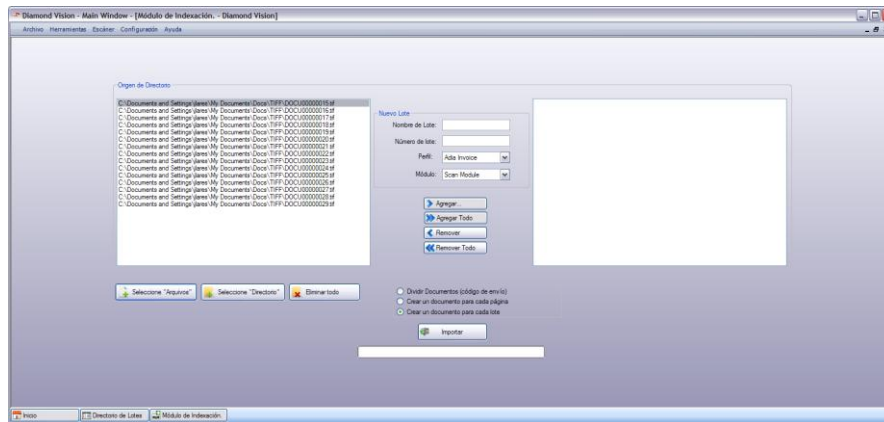 Diamond Vision - Main Window - [Módulo de Indexación. - Diamond Vision]
Archivo Herramientas Escáner Configuración Ayuda
Origen de Directorio
C:\Documents and Settings\jlares\My Documents\Docs\TIFF\DOCU00000015.tif
C:\Documents and Settings\jlares\My Documents\Docs\TIFF\DOCU00000016.tif
C:\Documents and Settings\jlares\My Documents\Docs\TIFF\DOCU00000017.tif
C:\Documents and Settings\jlares\My Documents\Docs\TIFF\DOCU00000018.tif
C:\Documents and Settings\jlares\My Documents\Docs\TIFF\DOCU00000019.tif
C:\Documents and Settings\jlares\My Documents\Docs\TIFF\DOCU00000020.tif
C:\Documents and Settings\jlares\My Documents\Docs\TIFF\DOCU00000021.tif
C:\Documents and Settings\jlares\My Documents\Docs\TIFF\DOCU00000022.tif
C:\Documents and Settings\jlares\My Documents\Docs\TIFF\DOCU00000023.tif
C:\Documents and Settings\jlares\My Documents\Docs\TIFF\DOCU00000024.tif
C:\Documents and Settings\jlares\My Documents\Docs\TIFF\DOCU00000025.tif
C:\Documents and Settings\jlares\My Documents\Docs\TIFF\DOCU00000026.tif
C:\Documents and Settings\jlares\My Documents\Docs\TIFF\DOCU00000027.tif
C:\Documents and Settings\jlares\My Documents\Docs\TIFF\DOCU00000028.tif
C:\Documents and Settings\jlares\My Documents\Docs\TIFF\DOCU00000029.tif
Nuevo Lote
Nombre de Lote:
Número de lote:
Perfil: Adia Invoice
Módulo: Scan Module
Agregar...
Agregar Todo
Remover
Remover Todo
Seleccione "Arquivos" Seleccione "Directorio" Eliminar todo
Dividir Documentos (código de envío)
Crear un documento para cada página
Crear un documento para cada lote
Importar
Inicio Directorio de Lotes Módulo de Indexación.